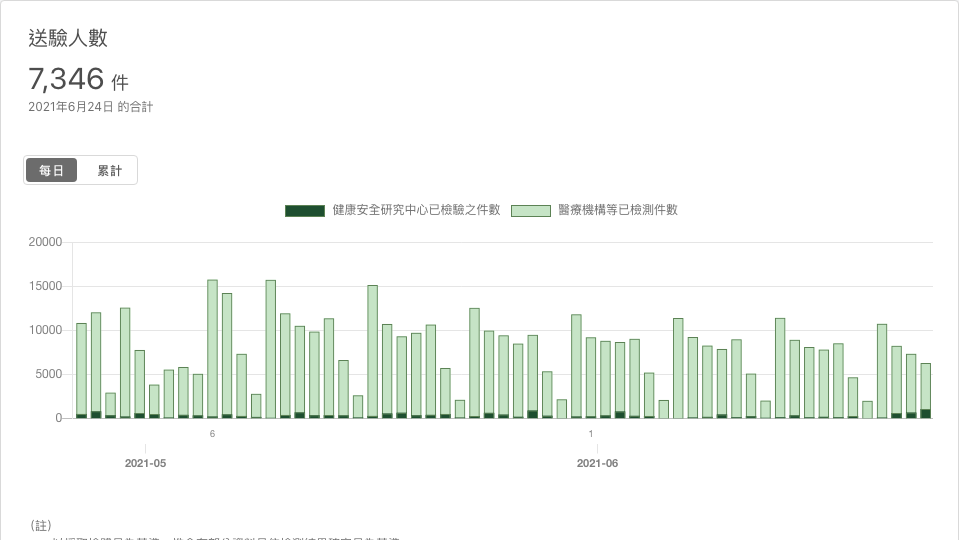 送驗人數
7,346 件
2021年6月24日 的合計
每日 累計
健康安全研究中心已檢驗之件數 醫療機構等已檢測件數
20000
15000
10000
5000
0
6 1
2021-05 2021-06
(註)